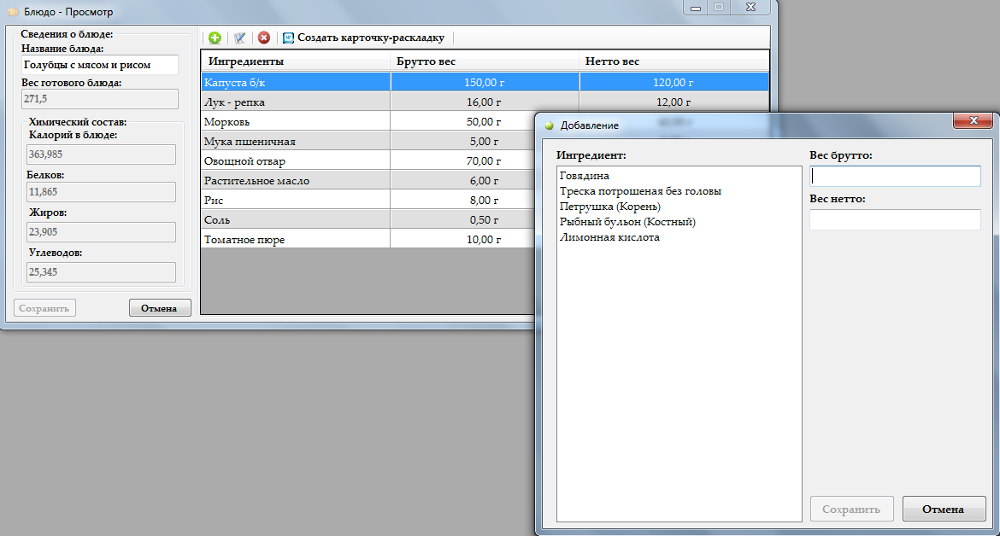 Блюдо - Просмотр
Сведения о блюде:
Название блюда:
Голубцы с мясом и рисом
Вес готового блюда:
271,5
Химический состав:
Калорий в блюде:
363,985
Белков:
11,865
Жиров:
23,905
Углеводов:
25,345
Сохранить Отмена
Создать карточку-раскладку
Ингредиенты Брутто вес Нетто вес
Капуста б/к 150,00 г 120,00 г
Лук - репка 16,00 г 12,00 г
Морковь 50,00 г
Мука пшеничная 5,00 г
Овощной отвар 70,00 г
Растительное масло 6,00 г
Рис 8,00 г
Соль 0,50 г
Томатное пюре 10,00 г
Добавление
Ингредиент:
Говядина
Треска потрошеная без головы
Петрушка (Корень)
Рыбный бульон (Костный)
Лимонная кислота
Вес брутто:
Вес нетто:
Сохранить Отмена